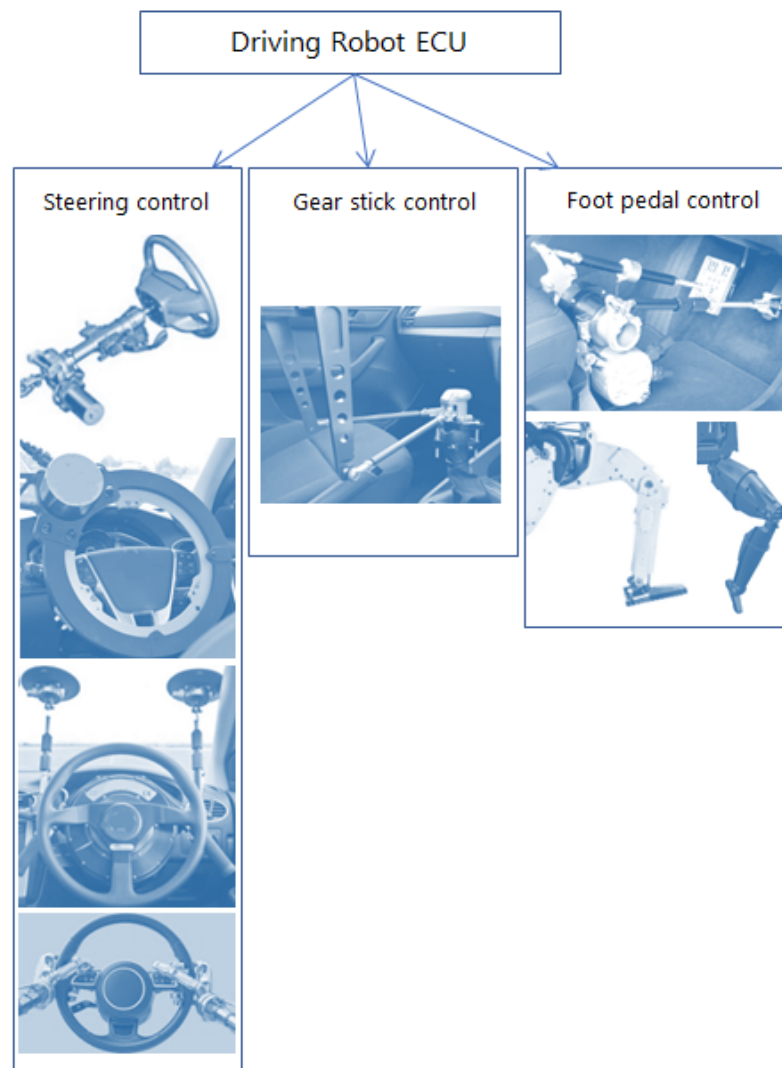 Driving Robot ECU
Steering control
Gear stick control
Foot pedal control